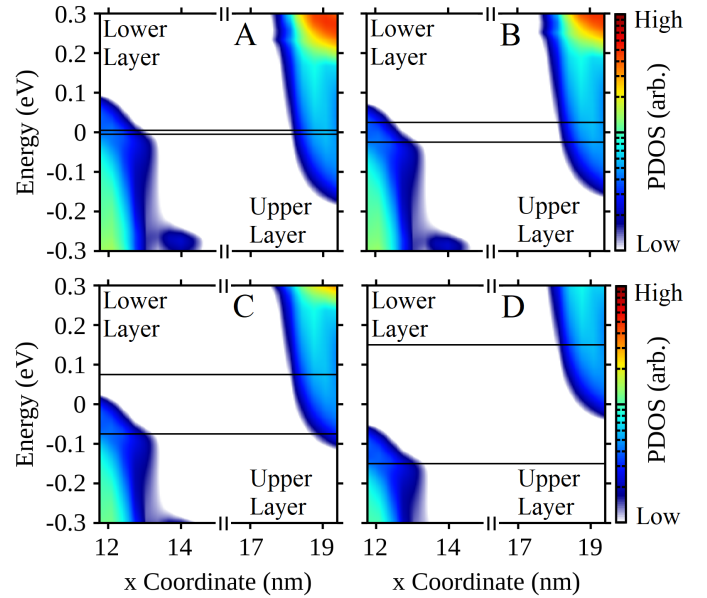 0.3
0.2
0.1
0
-0.1
-0.2
-0.3
Energy (eV)
Lower
Layer
A
Upper
Layer
Lower
Layer
B
Upper
Layer
High
PDOS (arb.)
Low
0.3
0.2
0.1
0
-0.1
-0.2
-0.3
Energy (eV)
Lower
Layer
C
Upper
Layer
Lower
Layer
D
Upper
Layer
High
PDOS (arb.)
Low
12 14 17 19
12 14 17 19
x Coordinate (nm)
x Coordinate (nm)